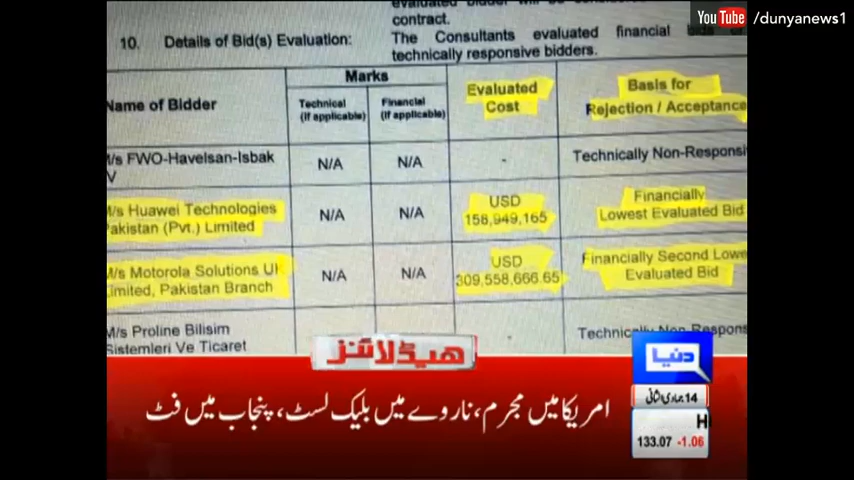 YouTube /dunyanews1
evaluated bidder will be considered
contract.
10. Details of Bid(s) Evaluation: The Consultants evaluated financial bids of
technically responsive bidders.
Name of Bidder
Marks
Technical
(if applicable)
Financial
(if applicable)
Evaluated
Cost
Basis for
Rejection / Acceptance
M/s FWO-Havelsan-Isbak
V
N/A
N/A
-
Technically Non-Responsi
M/s Huawei Technologies
Pakistan (Pvt.) Limited
N/A
N/A
USD
158,949,165
Financially
Lowest Evaluated Bid
M/s Motorola Solutions UK
Limited, Pakistan Branch
N/A
N/A
USD
309,558,666.65
Financially Second Lowe
Evaluated Bid
M/s Proline Bilisim
Sistemleri Ve Ticaret
Technically Non-Respons
ہیڈلائنز
دنیا
14 جمادی الثانی
امریکا میں مجرم، ناروے میں بلیک لسٹ، پنجاب میں فٹ
H
133.07 -1.06